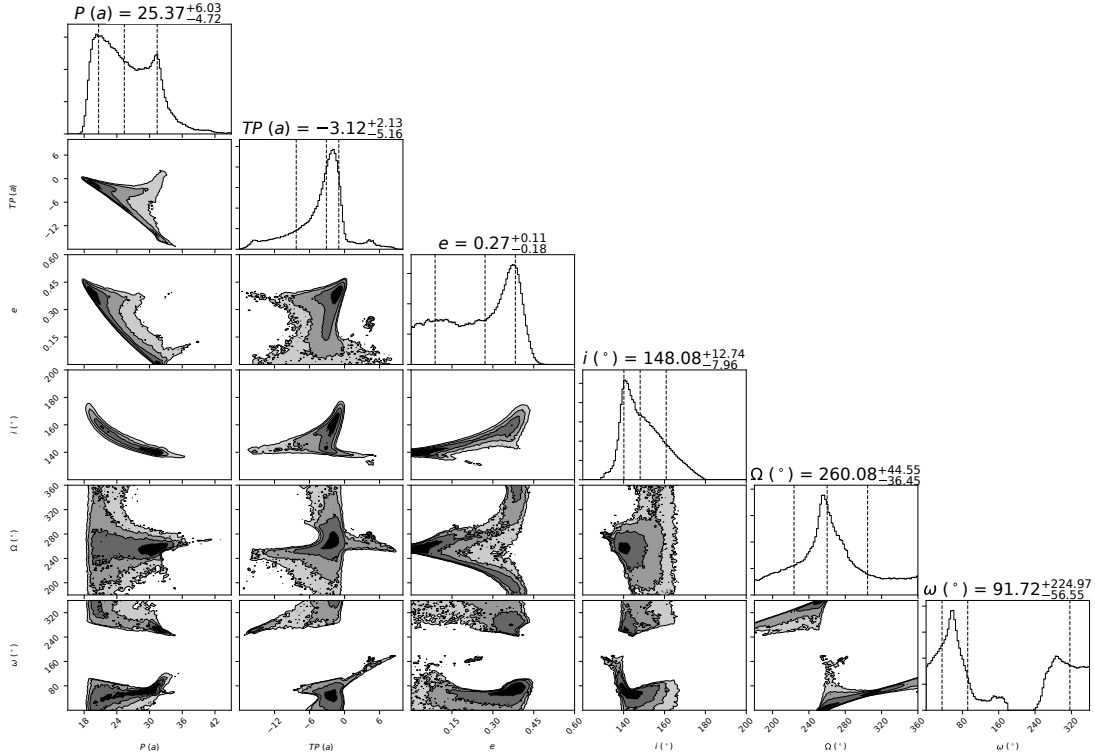 P (a) = 25.37+6.03 −4.72
TP (a) = −3.12+2.13 −5.16
6
0
−6
−12
TP (a)
e = 0.27+0.11 −0.18
0.60
0.45
0.30
0.15
e
i (°) = 148.08+12.74 −7.96
200
180
160
140
i (°)
Ω (°) = 260.08+44.55 −36.45
360
320
280
240
200
Ω (°)
ω (°) = 91.72+224.97 −56.55
320
240
160
80
ω (°)
18 24 30 36 42
−12 −6 0 6
0.15 0.30 0.45 0.60
140 160 180 200
200 240 280 320 360
80 160 240 320
P (a) TP (a) e i (°) Ω (°) ω (°)